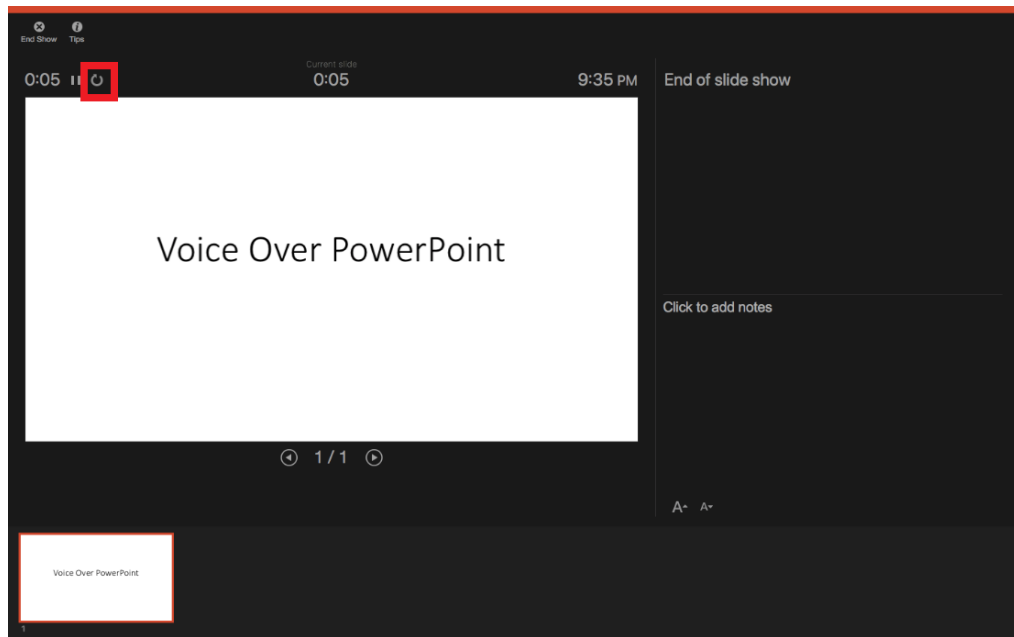 End Show Tips
Current slide
0:05 0:05 9:35 PM
End of slide show
Voice Over PowerPoint
Click to add notes
1 / 1
A A
Voice Over PowerPoint
1